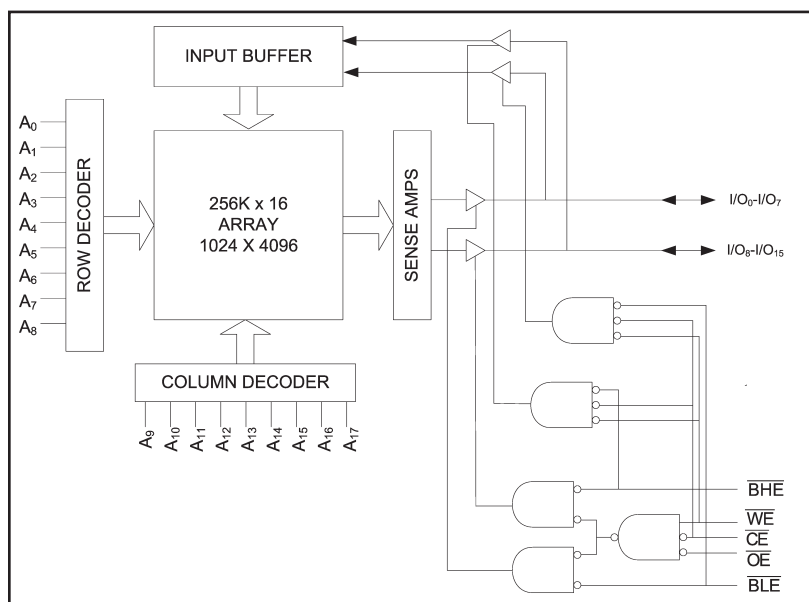 INPUT BUFFER
A0
A1
A2
A3
A4
A5
A6
A7
A8
ROW DECODER
256K x 16
ARRAY
1024 X 4096
SENSE AMPS
I/O0-I/O7
I/O8-I/O15
COLUMN DECODER
A9
A10
A11
A12
A13
A14
A15
A16
A17
BHE
WE
CE
OE
BLE